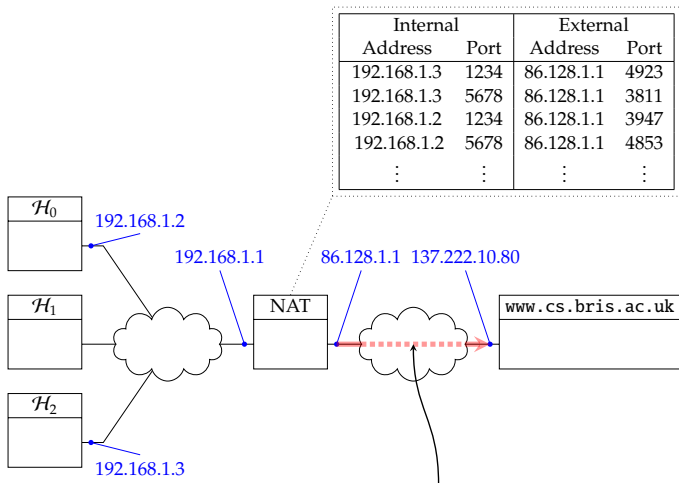 Internal External
Address Port Address Port
192.168.1.3 1234 86.128.1.1 4923
192.168.1.3 5678 86.128.1.1 3811
192.168.1.2 1234 86.128.1.1 3947
192.168.1.2 5678 86.128.1.1 4853
⋮ ⋮ ⋮ ⋮
H0
192.168.1.2
192.168.1.1
86.128.1.1
137.222.10.80
H1
NAT
www.cs.bris.ac.uk
H2
192.168.1.3